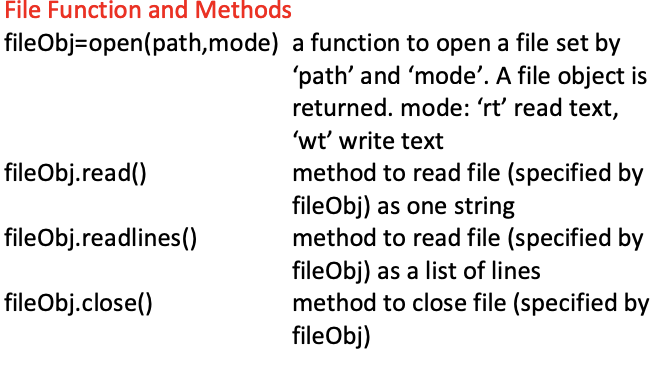 File Function and Methods
fileObj=open(path,mode) a function to open a file set by
‘path’ and ‘mode’. A file object is
returned. mode: ‘rt’ read text,
‘wt’ write text
fileObj.read() method to read file (specified by
fileObj) as one string
fileObj.readlines() method to read file (specified by
fileObj) as a list of lines
fileObj.close() method to close file (specified by
fileObj)